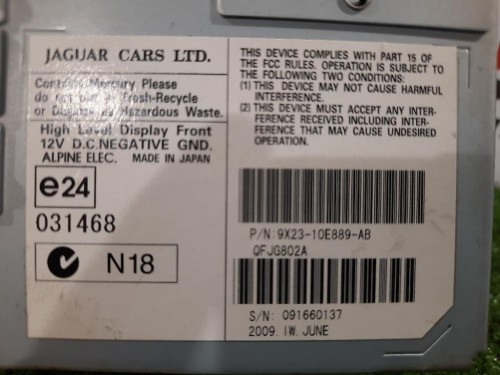 JAGUAR CARS LTD.
Contains Mercury Please
do not put in Trash-Recycle
or Dispose as Hazardous Waste.
High Level Display Front
12V D.C.NEGATIVE GND.
ALPINE ELEC. MADE IN JAPAN
e24
031468
N18
THIS DEVICE COMPLIES WITH PART 15 OF
THE FCC RULES. OPERATION IS SUBJECT TO
THE FOLLOWING TWO CONDITIONS:
(1) THIS DEVICE MAY NOT CAUSE HARMFUL
INTERFERENCE.
(2) THIS DEVICE MUST ACCEPT ANY INTER-
FERENCE RECEIVED INCLUDING INTER-
FERENCE THAT MAY CAUSE UNDESIRED
OPERATION.
P/N:9X23-10E889-AB
QFJG802A
S/N: 091660137
2009. IW. JUNE